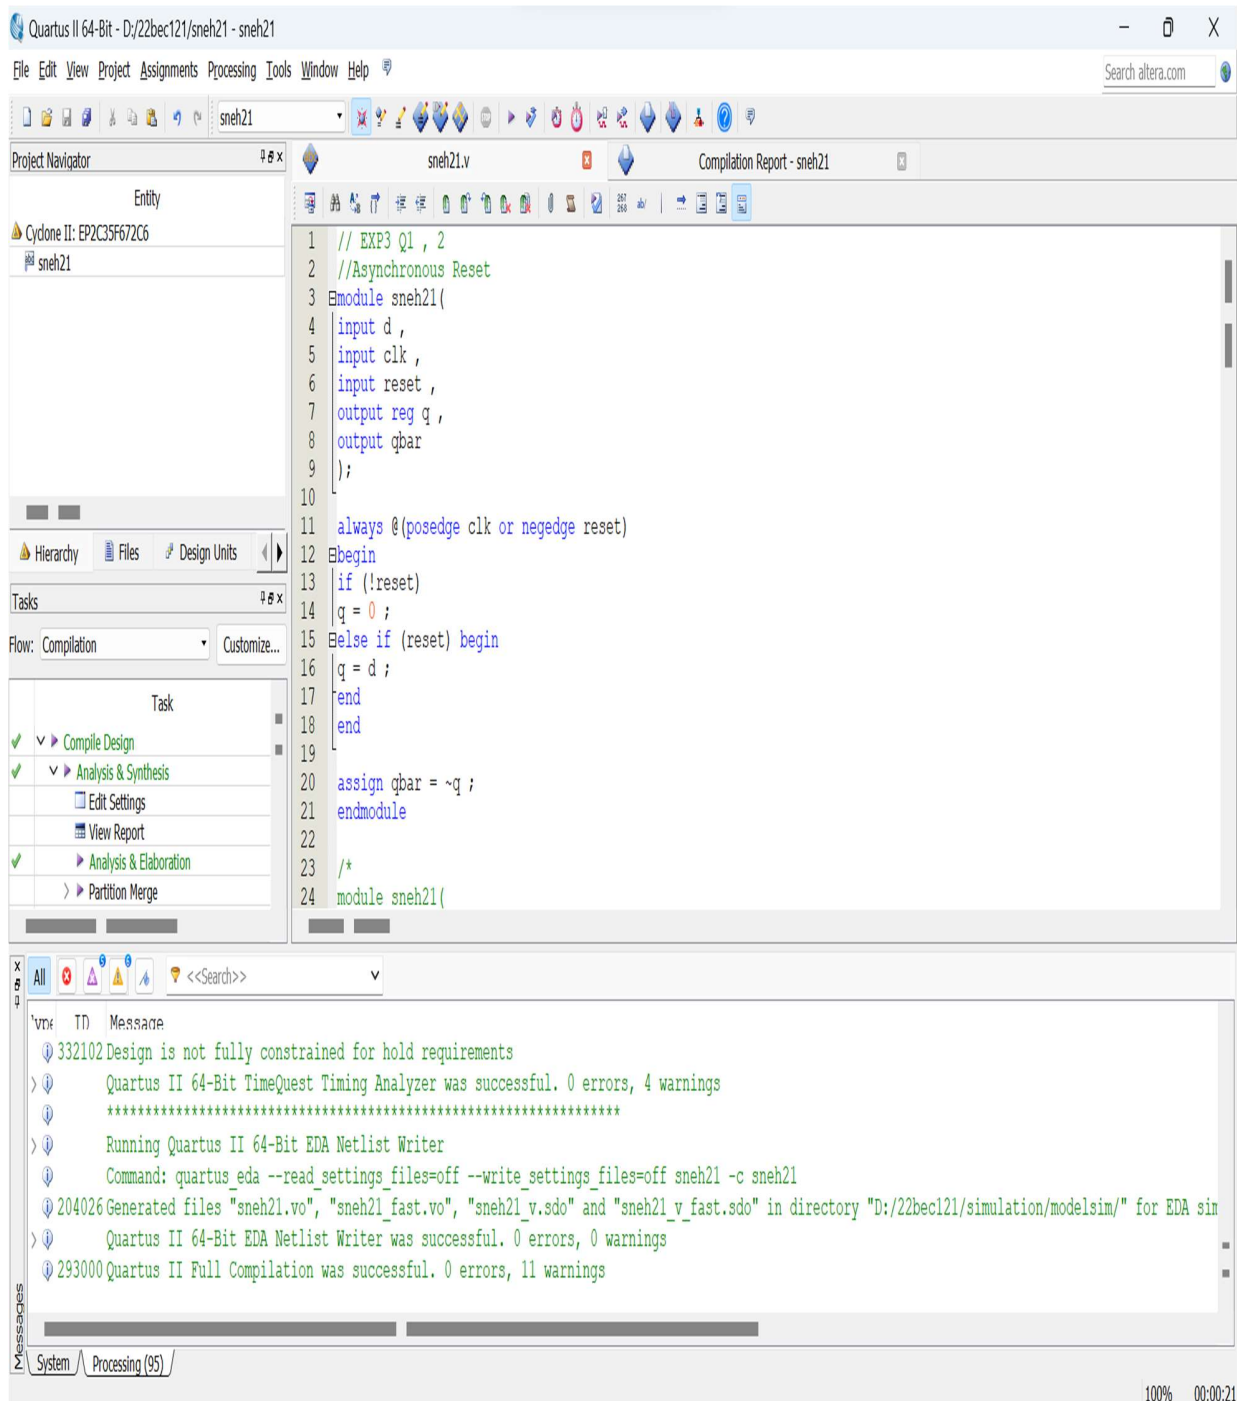 Quartus II 64-Bit - D:/22bec121/sneh21 - sneh21
File Edit View Project Assignments Processing Tools Window Help
Search altera.com
sneh21
Project Navigator
Entity
Cyclone II: EP2C35F672C6
sneh21
Hierarchy Files Design Units
Tasks
Flow: Compilation Customize...
Task
Compile Design
Analysis & Synthesis
Edit Settings
View Report
Analysis & Elaboration
Partition Merge
sneh21.v
Compilation Report - sneh21
267
268
ab/
1 // EXP3 Q1 , 2
2 //Asynchronous Reset
3 module sneh21(
4 input d ,
5 input clk ,
6 input reset ,
7 output reg q ,
8 output qbar
9 );
10
11 always @(posedge clk or negedge reset)
12 begin
13 if (!reset)
14 q = 0 ;
15 else if (reset) begin
16 q = d ;
17 end
18 end
19
20 assign qbar = ~q ;
21 endmodule
22
23 /*
24 module sneh21(
All <<Search>>
ID Message
332102 Design is not fully constrained for hold requirements
Quartus II 64-Bit TimeQuest Timing Analyzer was successful. 0 errors, 4 warnings
*******************************************************************
Running Quartus II 64-Bit EDA Netlist Writer
Command: quartus_eda --read_settings_files=off --write_settings_files=off sneh21 -c sneh21
204026 Generated files "sneh21.vo", "sneh21_fast.vo", "sneh21_v.sdo" and "sneh21_v_fast.sdo" in directory "D:/22bec121/simulation/modelsim/" for EDA sim
Quartus II 64-Bit EDA Netlist Writer was successful. 0 errors, 0 warnings
293000 Quartus II Full Compilation was successful. 0 errors, 11 warnings
Messages
System Processing (95)
100% 00:00:21